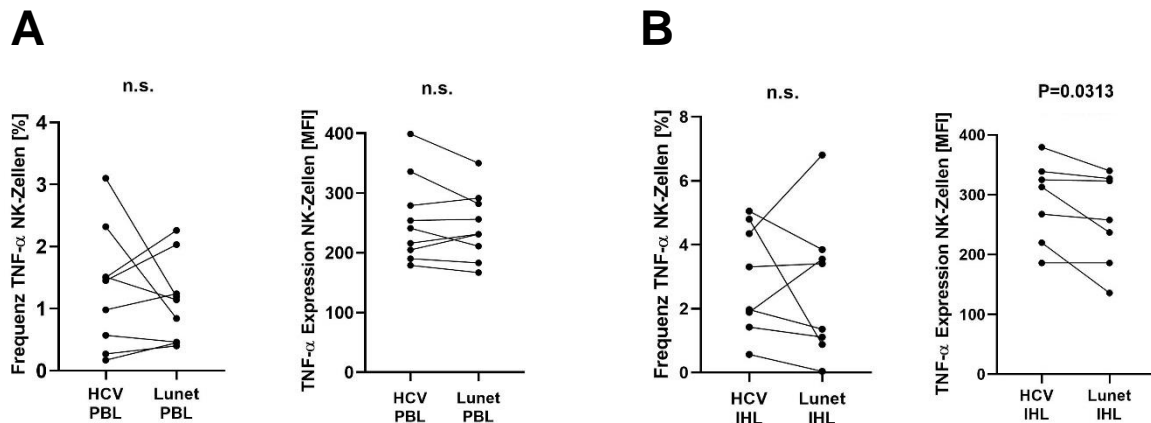 A
n.s.
Frequenz TNF-α NK-Zellen [%]
4
3
2
1
0
HCV
PBL
Lunet
PBL
n.s.
TNF-α Expression NK-Zellen [MFI]
400
300
200
100
0
HCV
PBL
Lunet
PBL
B
n.s.
Frequenz TNF-α NK-Zellen [%]
8
6
4
2
0
HCV
IHL
Lunet
IHL
P=0.0313
TNF-α Expression NK-Zellen [MFI]
400
300
200
100
0
HCV
IHL
Lunet
IHL